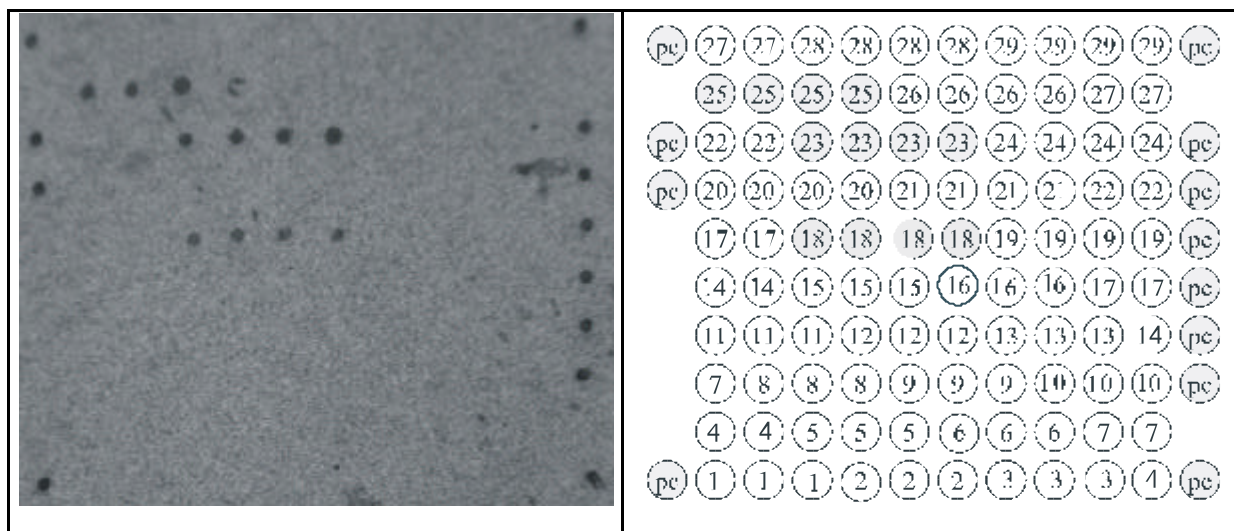 pc 27 27 28 28 28 28 29 29 29 29 pc
25 25 25 25 26 26 26 26 27 27
pc 22 22 23 23 23 23 24 24 24 24 pc
pc 20 20 20 20 21 21 21 22 22 pc
17 17 18 18 18 18 19 19 19 19 pc
14 14 15 15 15 16 16 16 17 17 pc
11 11 11 12 12 12 13 13 13 14 pc
7 8 8 8 9 9 9 10 10 10 pc
4 4 5 5 5 6 6 6 7 7
pc 1 1 1 2 2 2 3 3 3 4 pc